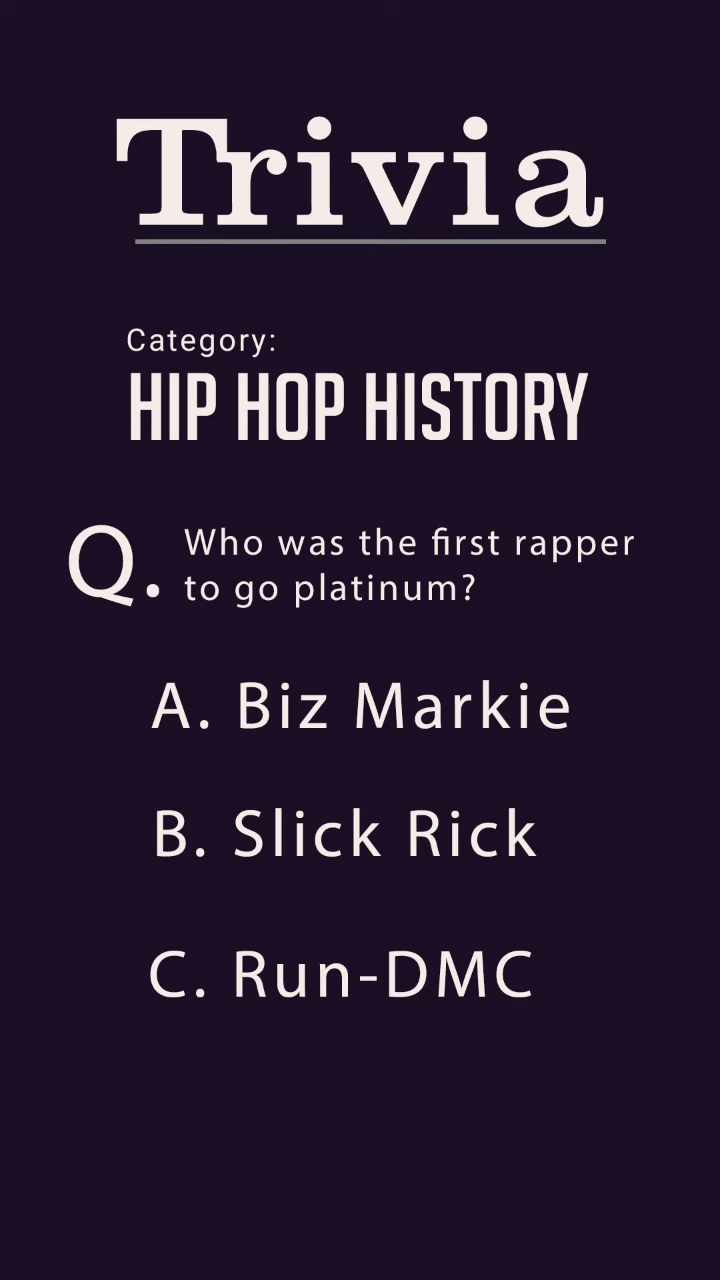 Trivia
Category:
HIP HOP HISTORY
Q. Who was the first rapper
to go platinum?
A. Biz Markie
B. Slick Rick
C. Run-DMC